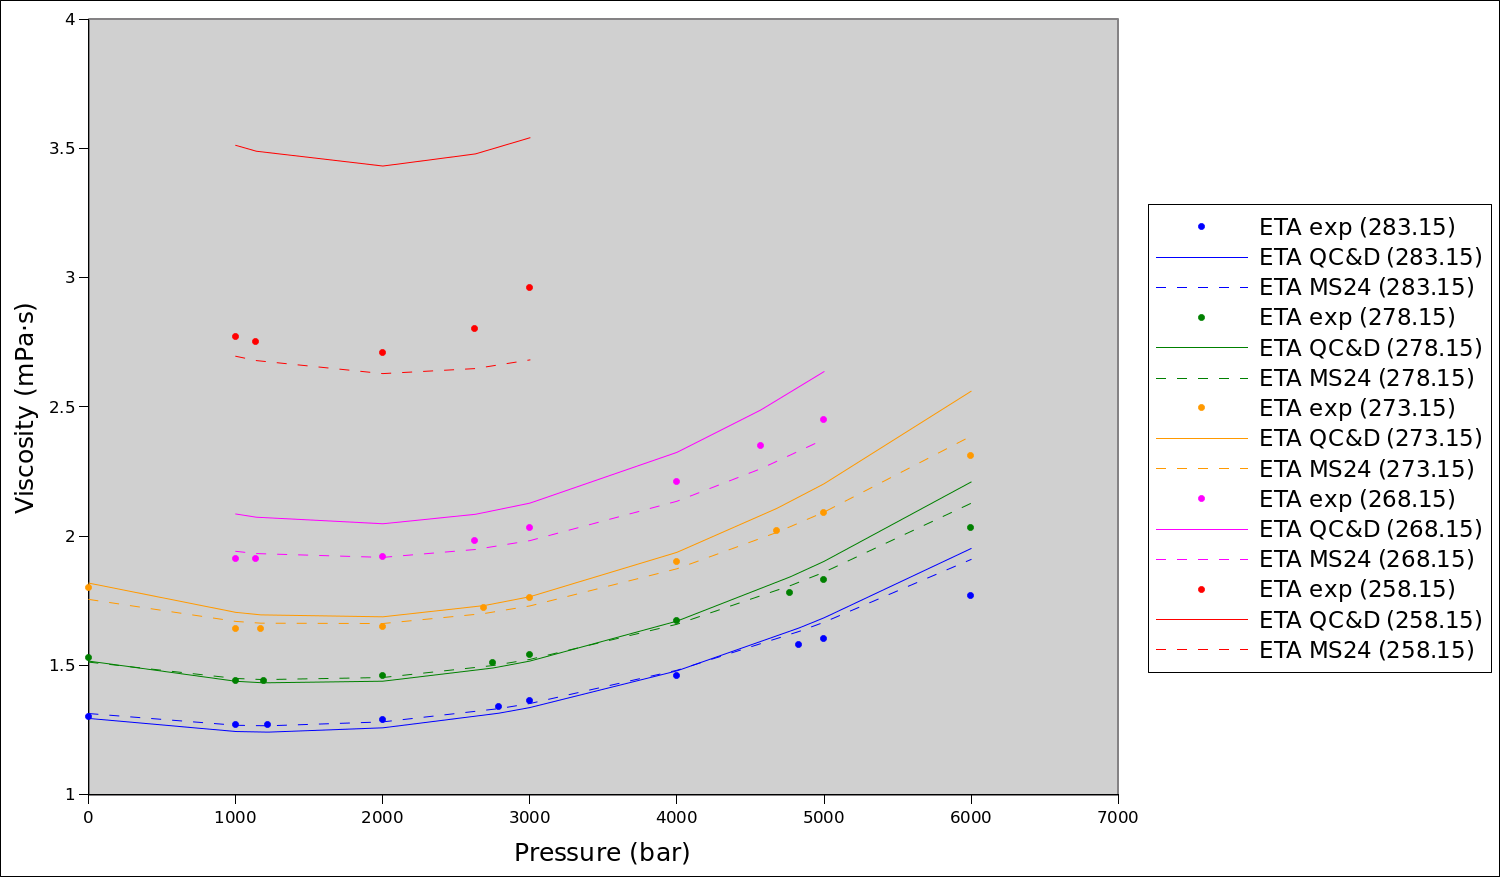 4
3.5
3
2.5
2
1.5
1
0
1000
2000
3000
4000
5000
6000
7000
Viscosity (mPa·s)
Pressure (bar)
ETA exp (283.15)
ETA QC&D (283.15)
ETA MS24 (283.15)
ETA exp (278.15)
ETA QC&D (278.15)
ETA MS24 (278.15)
ETA exp (273.15)
ETA QC&D (273.15)
ETA MS24 (273.15)
ETA exp (268.15)
ETA QC&D (268.15)
ETA MS24 (268.15)
ETA exp (258.15)
ETA QC&D (258.15)
ETA MS24 (258.15)